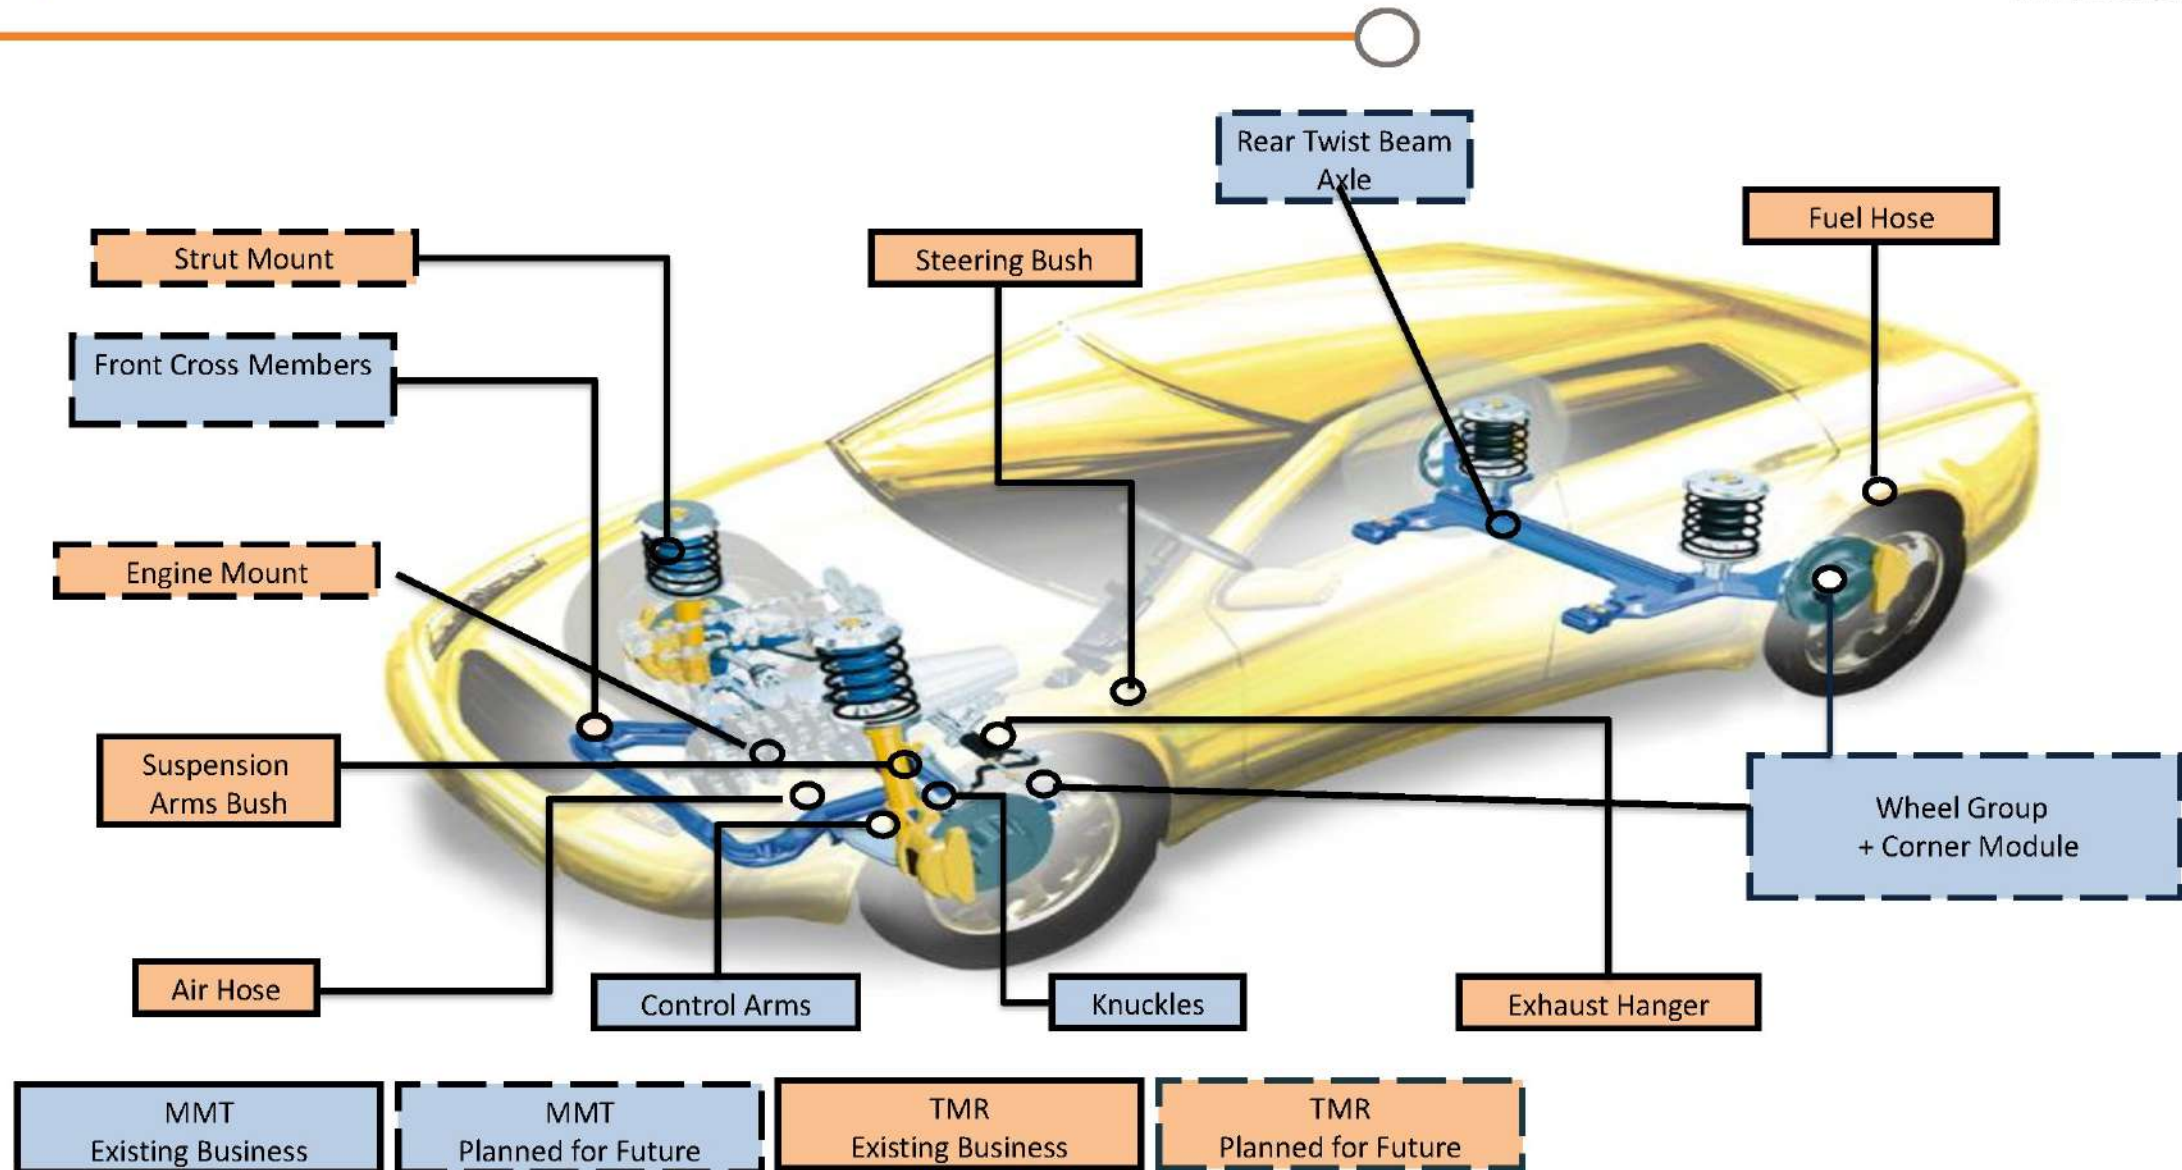 Rear Twist Beam
Axle
Fuel Hose
Strut Mount
Steering Bush
Front Cross Members
Engine Mount
Suspension
Arms Bush
Wheel Group
+ Corner Module
Air Hose
Control Arms
Knuckles
Exhaust Hanger
MMT
Existing Business
MMT
Planned for Future
TMR
Existing Business
TMR
Planned for Future